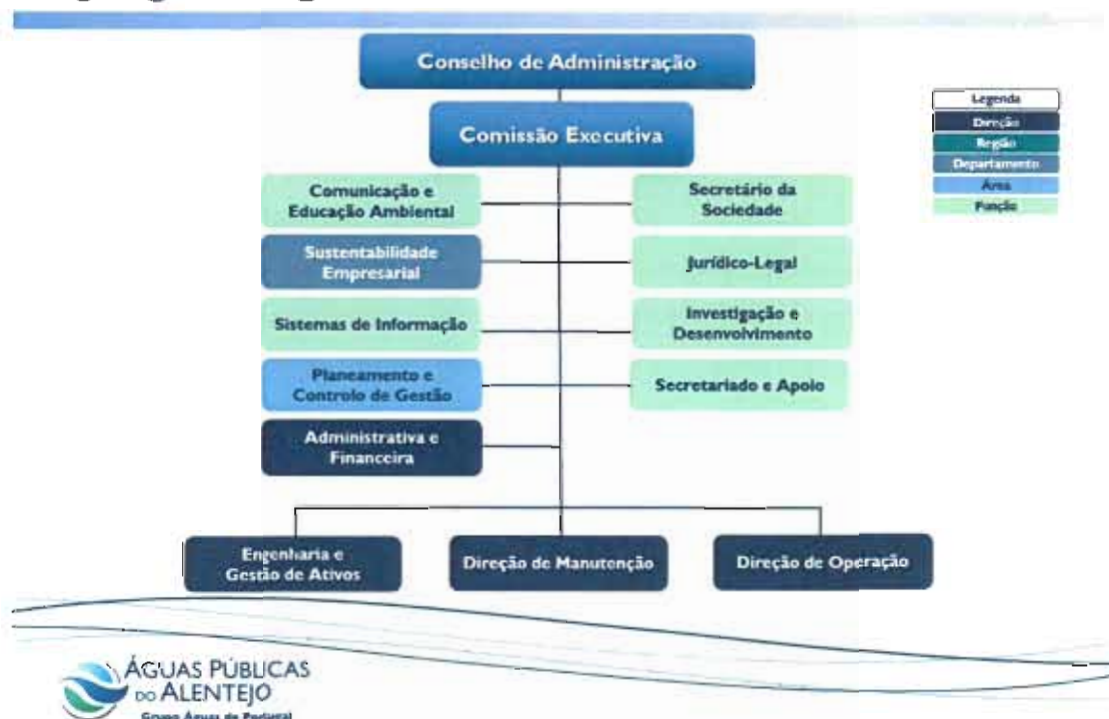 Conselho de Administração
Comissão Executiva
Legenda
Direção
Região
Departamento
Área
Função
Comunicação e
Educação Ambiental
Secretário da
Sociedade
Sustentabilidade
Empresarial
Jurídico-Legal
Sistemas de Informação
Investigação e
Desenvolvimento
Planeamento e
Controlo de Gestão
Secretariado e Apoio
Administrativa e
Financeira
Engenharia e
Gestão de Ativos
Direção de Manutenção
Direção de Operação
ÁGUAS PÚBLICAS
DO ALENTEJO
Grupo Águas de Portugal